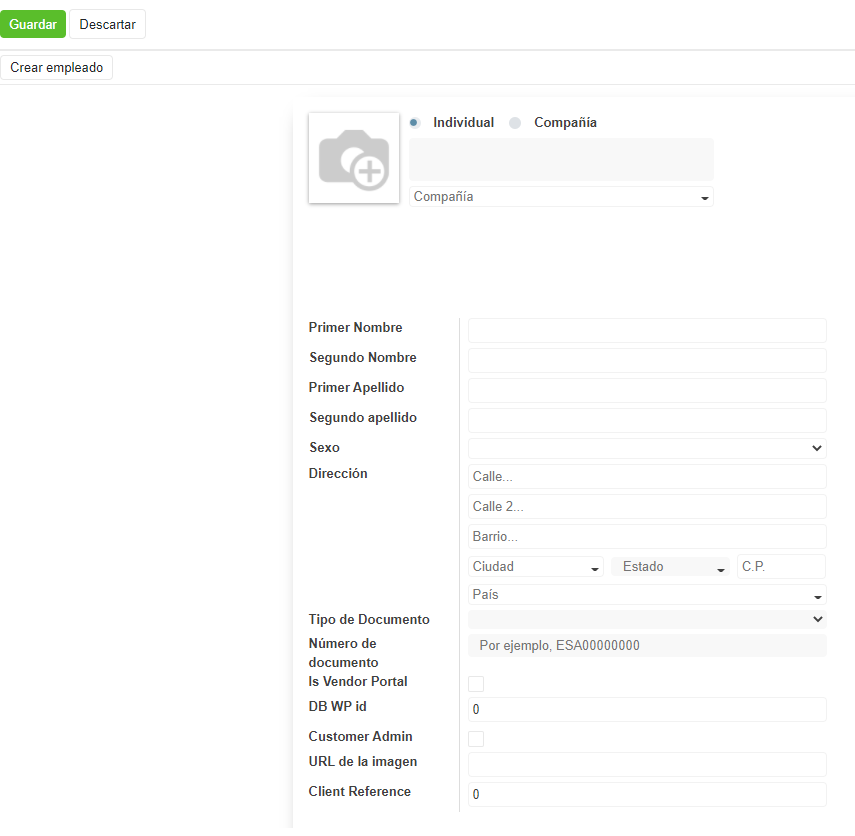 Guardar Descartar
Crear empleado
Individual Compañía
Compañía
Primer Nombre
Segundo Nombre
Primer Apellido
Segundo apellido
Sexo
Dirección Calle...
Calle 2...
Barrio...
Ciudad Estado C.P.
País
Tipo de Documento
Número de
documento Por ejemplo, ESA00000000
Is Vendor Portal
DB WP id 0
Customer Admin
URL de la imagen
Client Reference 0